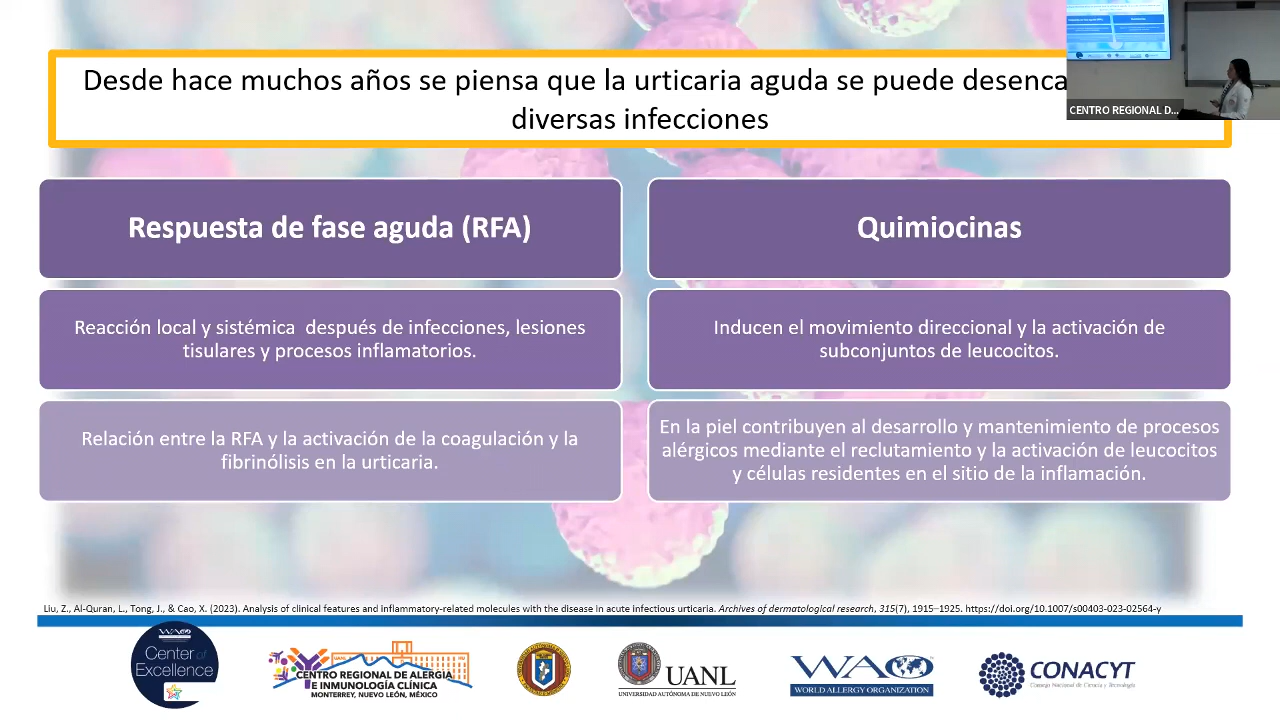 Desde hace muchos años se piensa que la urticaria aguda se puede desenca
diversas infecciones
CENTRO REGIONAL D...
Respuesta de fase aguda (RFA)
Quimiocinas
Reacción local y sistémica después de infecciones, lesiones
tisulares y procesos inflamatorios.
Inducen el movimiento direccional y la activación de
subconjuntos de leucocitos.
Relación entre la RFA y la activación de la coagulación y la
fibrinólisis en la urticaria.
En la piel contribuyen al desarrollo y mantenimiento de procesos
alérgicos mediante el reclutamiento y la activación de leucocitos
y células residentes en el sitio de la inflamación.
Liu, Z., Al-Quran, L., Tong, J., & Cao, X. (2023). Analysis of clinical features and inflammatory-related molecules with the disease in acute infectious urticaria. Archives of dermatological research, 315(7), 1915–1925. https://doi.org/10.1007/s00403-023-02564-y
WAO
Center of
Excellence
CENTRO REGIONAL DE ALERGIA
E INMUNOLOGÍA CLÍNICA
MONTERREY, NUEVO LEÓN, MÉXICO
UANL
UNIVERSIDAD AUTÓNOMA DE NUEVO LEÓN
WAO
WORLD ALLERGY ORGANIZATION
CONACYT
Consejo Nacional de Ciencia y Tecnología